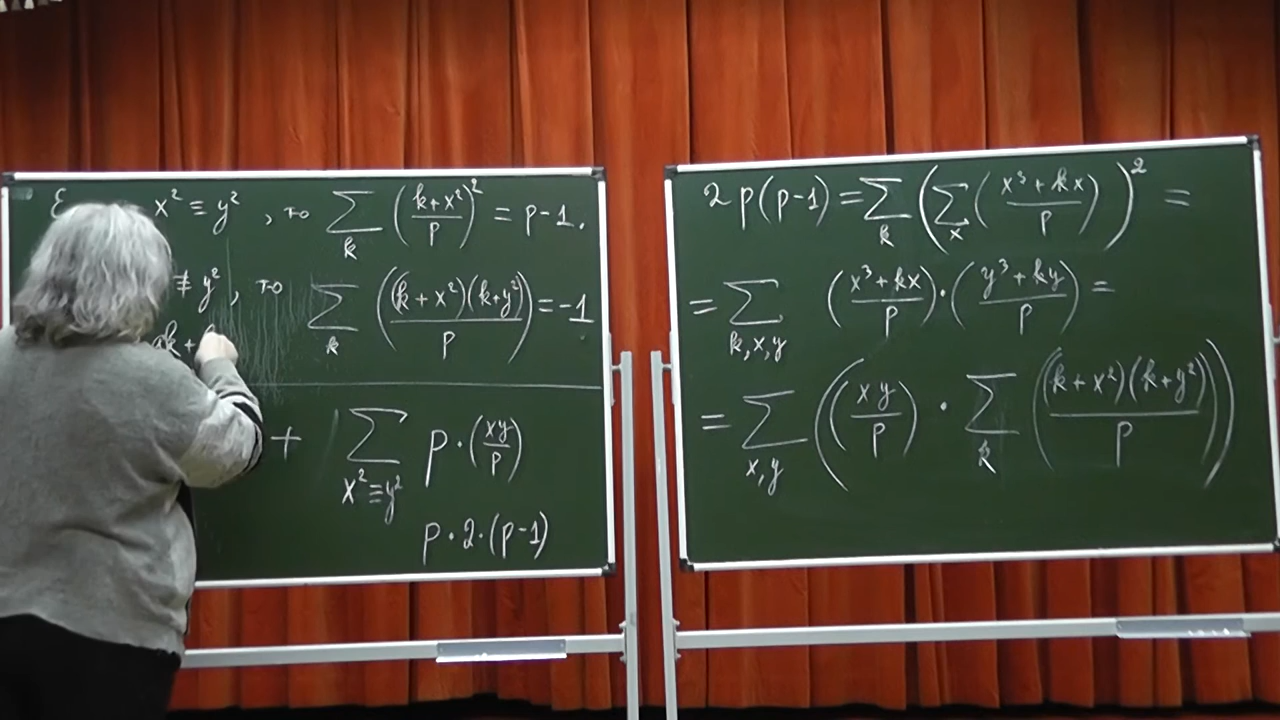 x² ≡ y², то ∑_k ((k+x²)/p)² = p-1.
≢ y², то ∑_k ((k+x²)(k+y²)/p) = -1
k+
+ ∑_{x²≡y²} p·(xy/p)
p·2·(p-1)
2p(p-1) = ∑_k (∑_x ((x³+kx)/p))² =
= ∑_{k,x,y} ((x³+kx)/p)·((y³+ky)/p) =
= ∑_{x,y} ((xy/p) · ∑_k ((k+x²)(k+y²)/p))